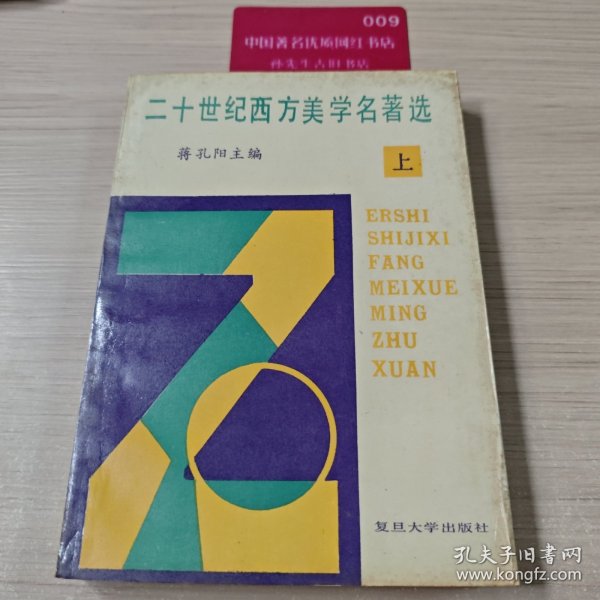 009
中国著名优质网红书店
孙先生古旧书店
二十世纪西方美学名著选
蒋孔阳主编
上
ERSHI
SHIJIXI
FANG
MEIXUE
MING
ZHU
XUAN
复旦大学出版社
孔夫子旧书网
www.kongfz.com